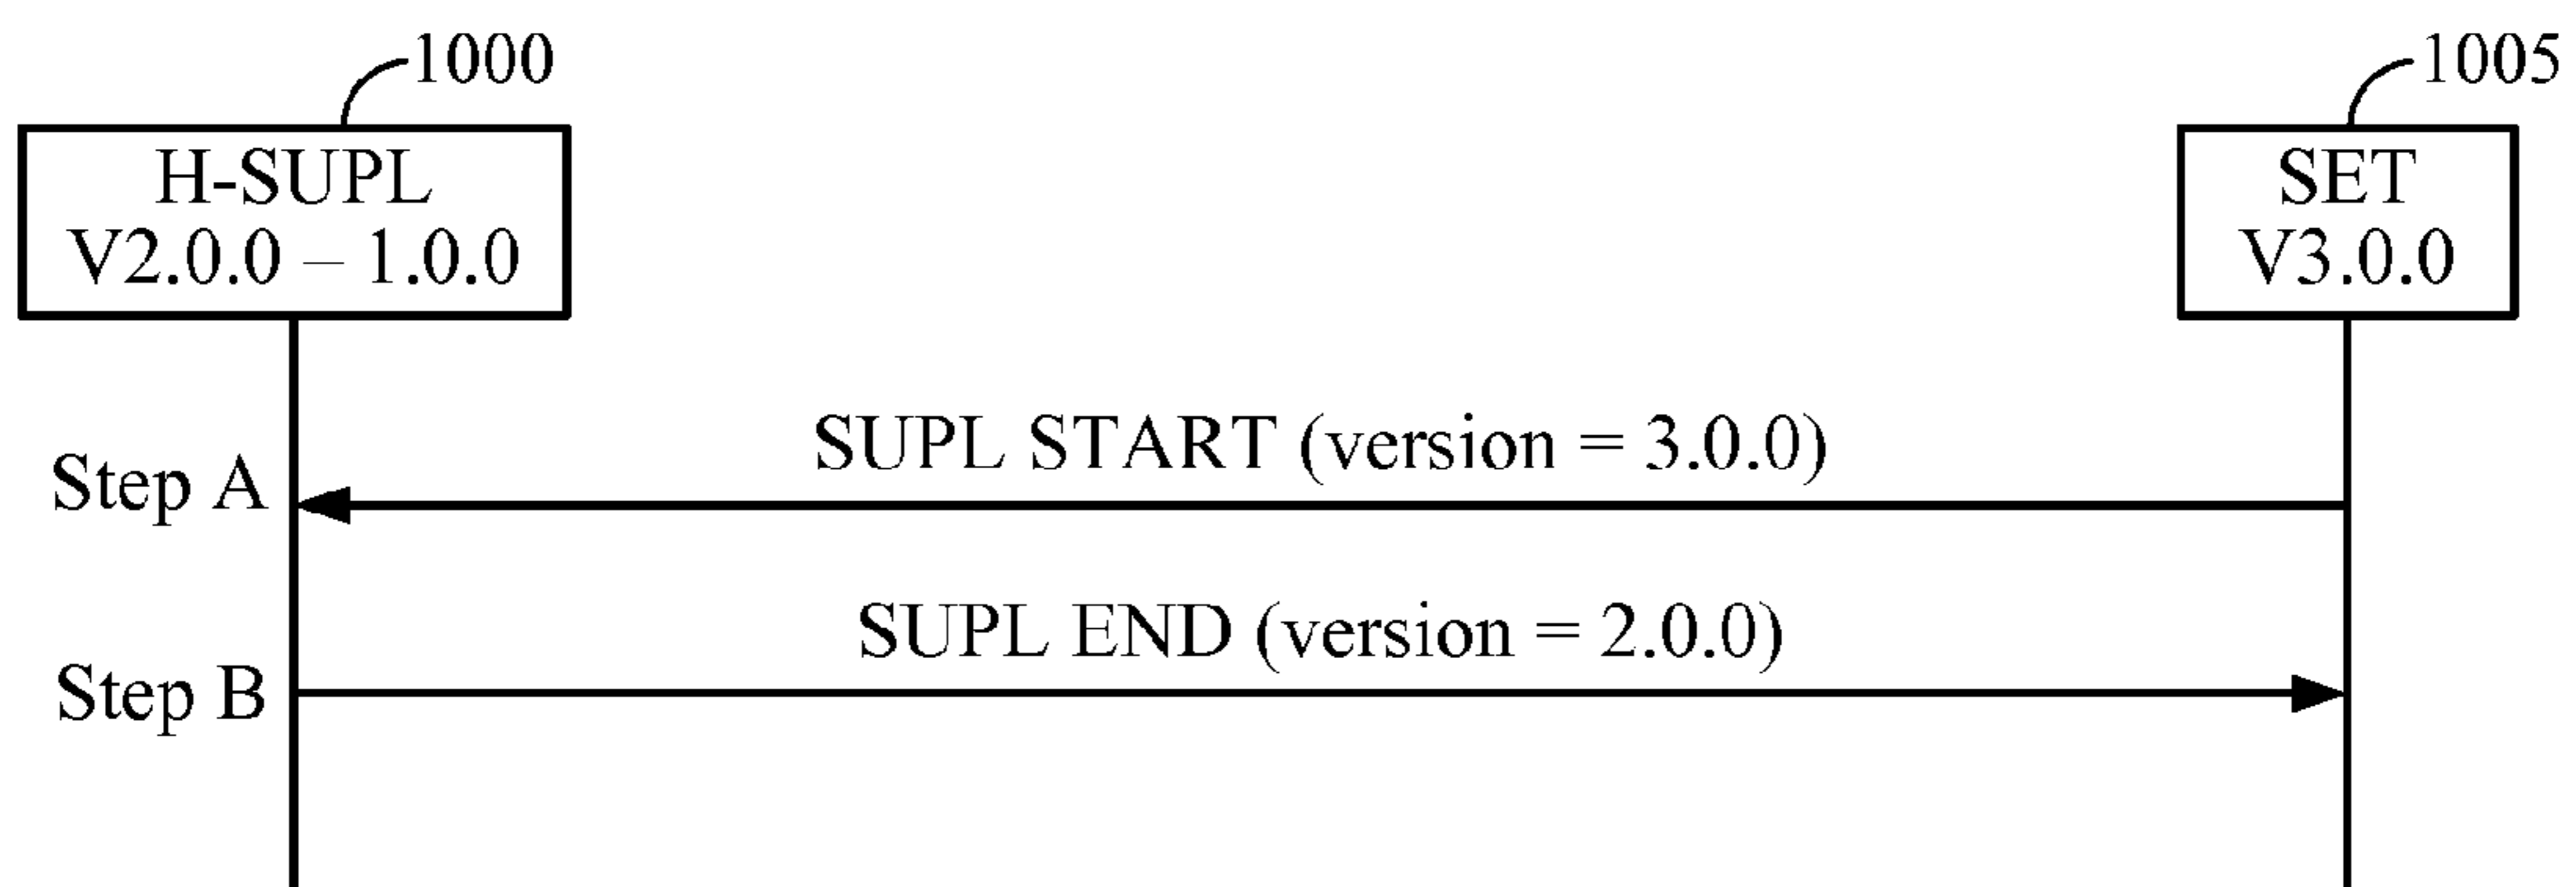 1000
1005
H-SUPL
V2.0.0 – 1.0.0
SET
V3.0.0
SUPL START (version = 3.0.0)
Step A
SUPL END (version = 2.0.0)
Step B